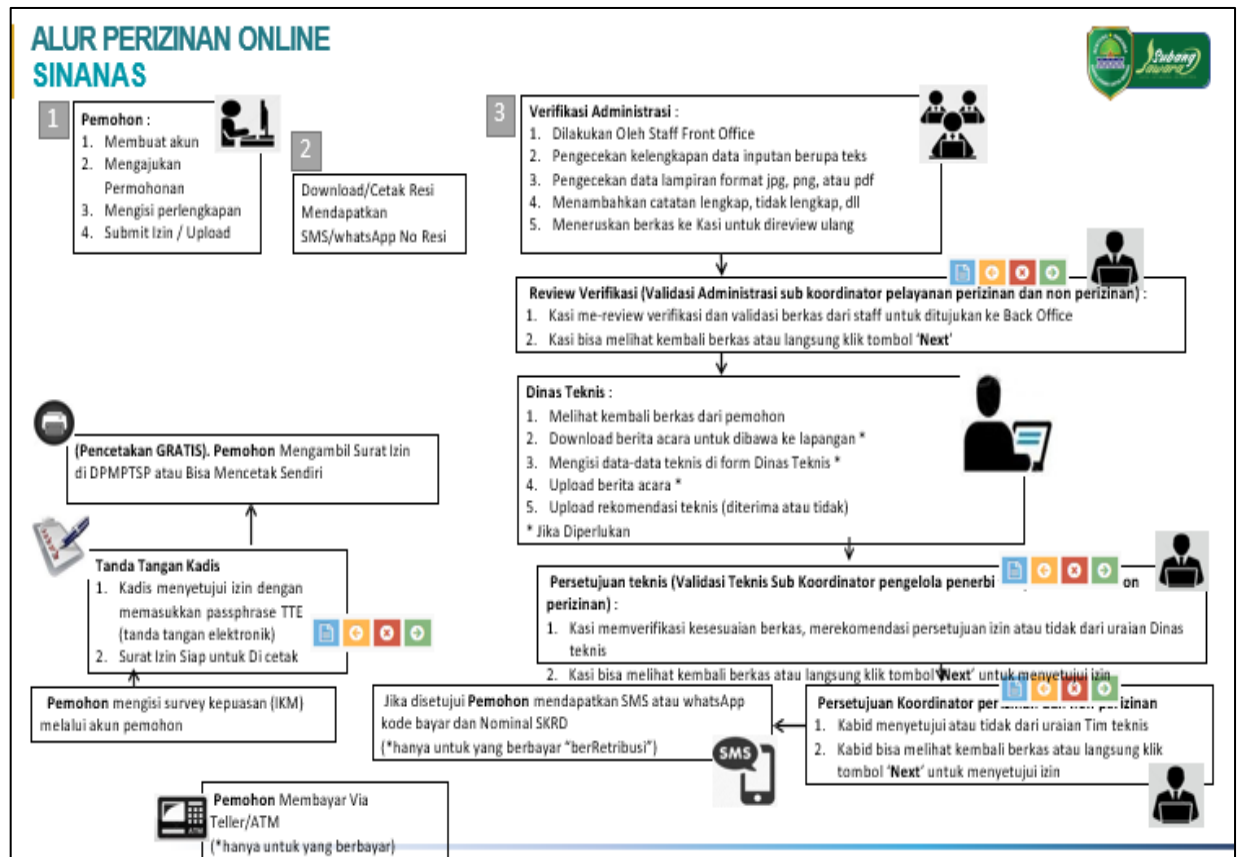 ALUR PERIZINAN ONLINE
SINANAS
Subang
Jawara
1
Pemohon :
1. Membuat akun
2. Mengajukan
Permohonan
3. Mengisi perlengkapan
4. Submit Izin / Upload
2
Download/Cetak Resi
Mendapatkan
SMS/whatsApp No Resi
3
Verifikasi Administrasi :
1. Dilakukan Oleh Staff Front Office
2. Pengecekan kelengkapan data inputan berupa teks
3. Pengecekan data lampiran format jpg, png, atau pdf
4. Menambahkan catatan lengkap, tidak lengkap, dll
5. Meneruskan berkas ke Kasi untuk direview ulang
Review Verifikasi (Validasi Administrasi sub koordinator pelayanan perizinan dan non perizinan) :
1. Kasi me-review verifikasi dan validasi berkas dari staff untuk ditujukan ke Back Office
2. Kasi bisa melihat kembali berkas atau langsung klik tombol 'Next'
Dinas Teknis :
1. Melihat kembali berkas dari pemohon
2. Download berita acara untuk dibawa ke lapangan *
3. Mengisi data-data teknis di form Dinas Teknis *
4. Upload berita acara *
5. Upload rekomendasi teknis (diterima atau tidak)
* Jika Diperlukan
Persetujuan teknis (Validasi Teknis Sub Koordinator pengelola penerbi on
perizinan) :
1. Kasi memverifikasi kesesuaian berkas, merekomendasi persetujuan izin atau tidak dari uraian Dinas
teknis
2. Kasi bisa melihat kembali berkas atau langsung klik tombol 'Next' untuk menyetujui izin
Persetujuan Koordinator perizinan dan non perizinan
1. Kabid menyetujui atau tidak dari uraian Tim teknis
2. Kabid bisa melihat kembali berkas atau langsung klik
tombol 'Next' untuk menyetujui izin
Jika disetujui Pemohon mendapatkan SMS atau whatsApp
kode bayar dan Nominal SKRD
(*hanya untuk yang berbayar "berRetribusi")
SMS
ATM
Pemohon Membayar Via
Teller/ATM
(*hanya untuk yang berbayar)
Pemohon mengisi survey kepuasan (IKM)
melalui akun pemohon
Tanda Tangan Kadis
1. Kadis menyetujui izin dengan
memasukkan passphrase TTE
(tanda tangan elektronik)
2. Surat Izin Siap untuk Di cetak
(Pencetakan GRATIS). Pemohon Mengambil Surat Izin
di DPMPTSP atau Bisa Mencetak Sendiri